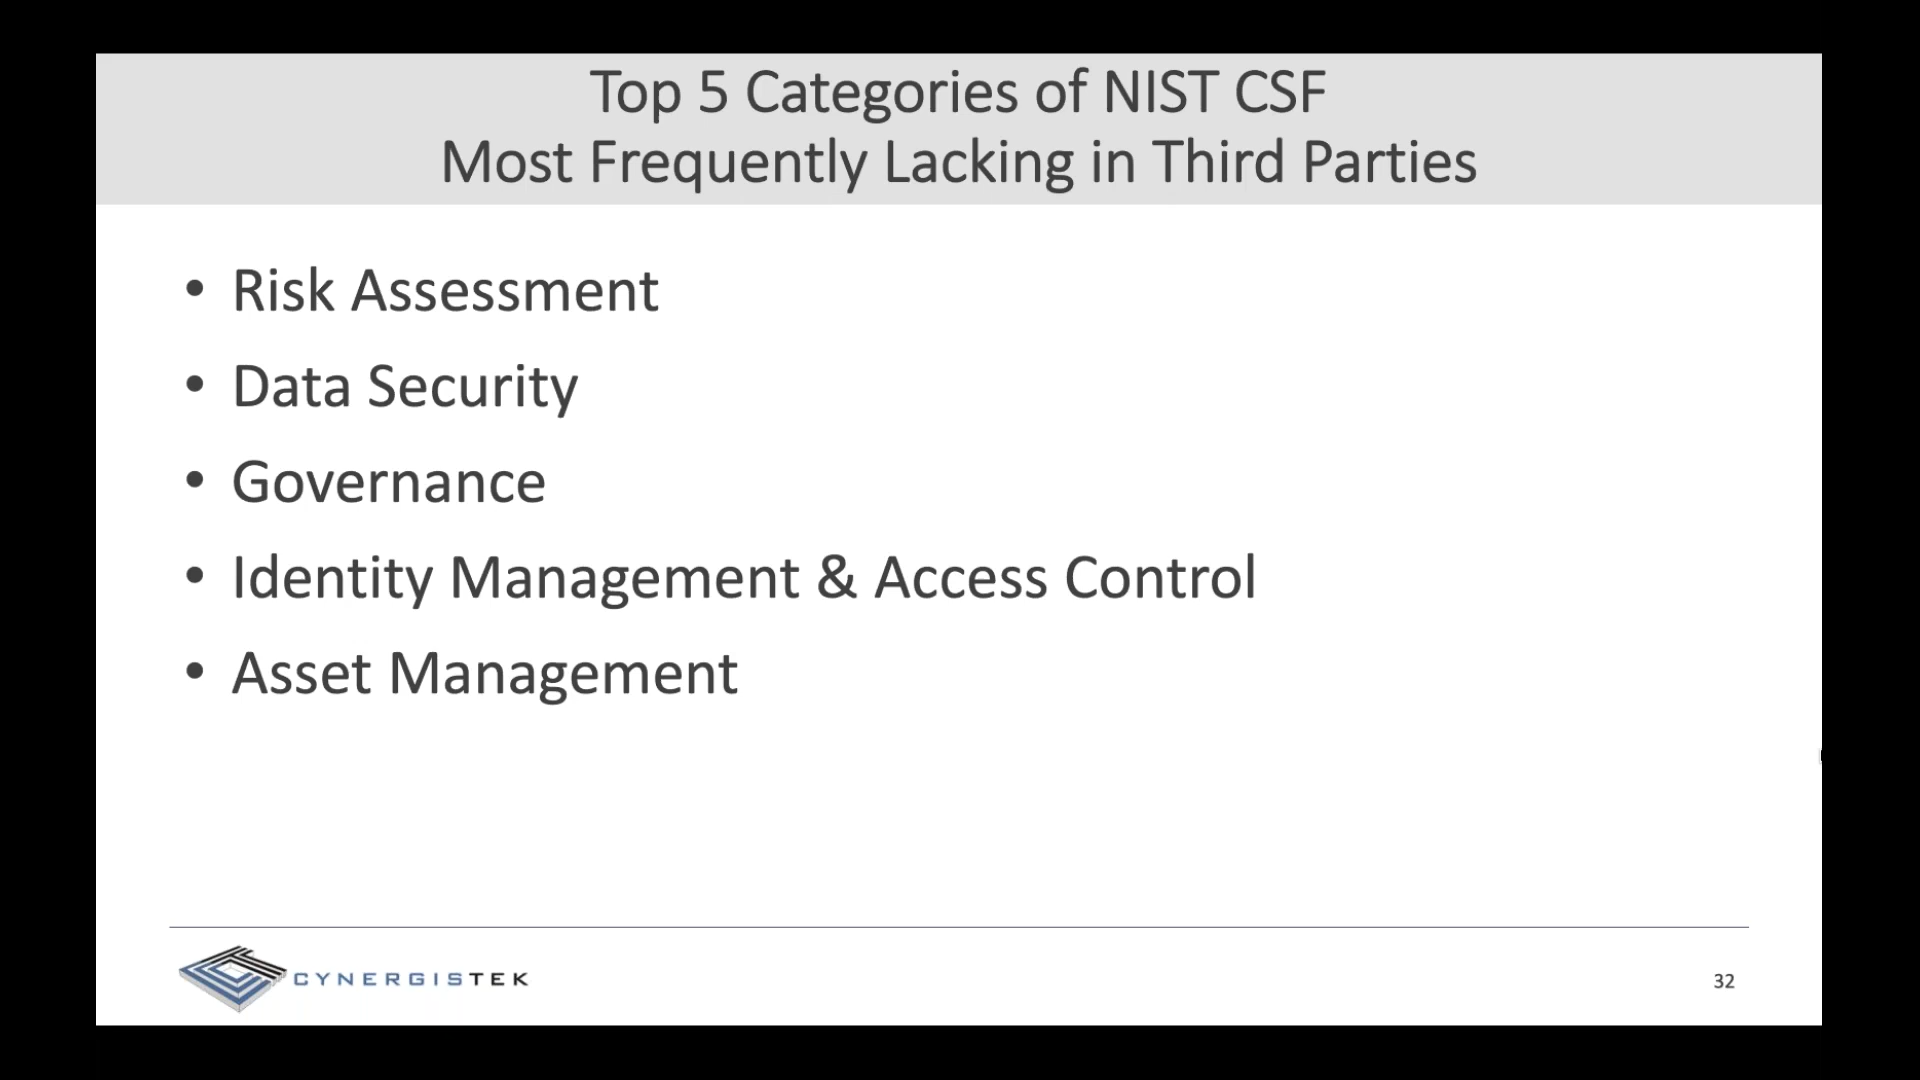 Top 5 Categories of NIST CSF
Most Frequently Lacking in Third Parties
• Risk Assessment
• Data Security
• Governance
• Identity Management & Access Control
• Asset Management
CYNERGISTEK
32